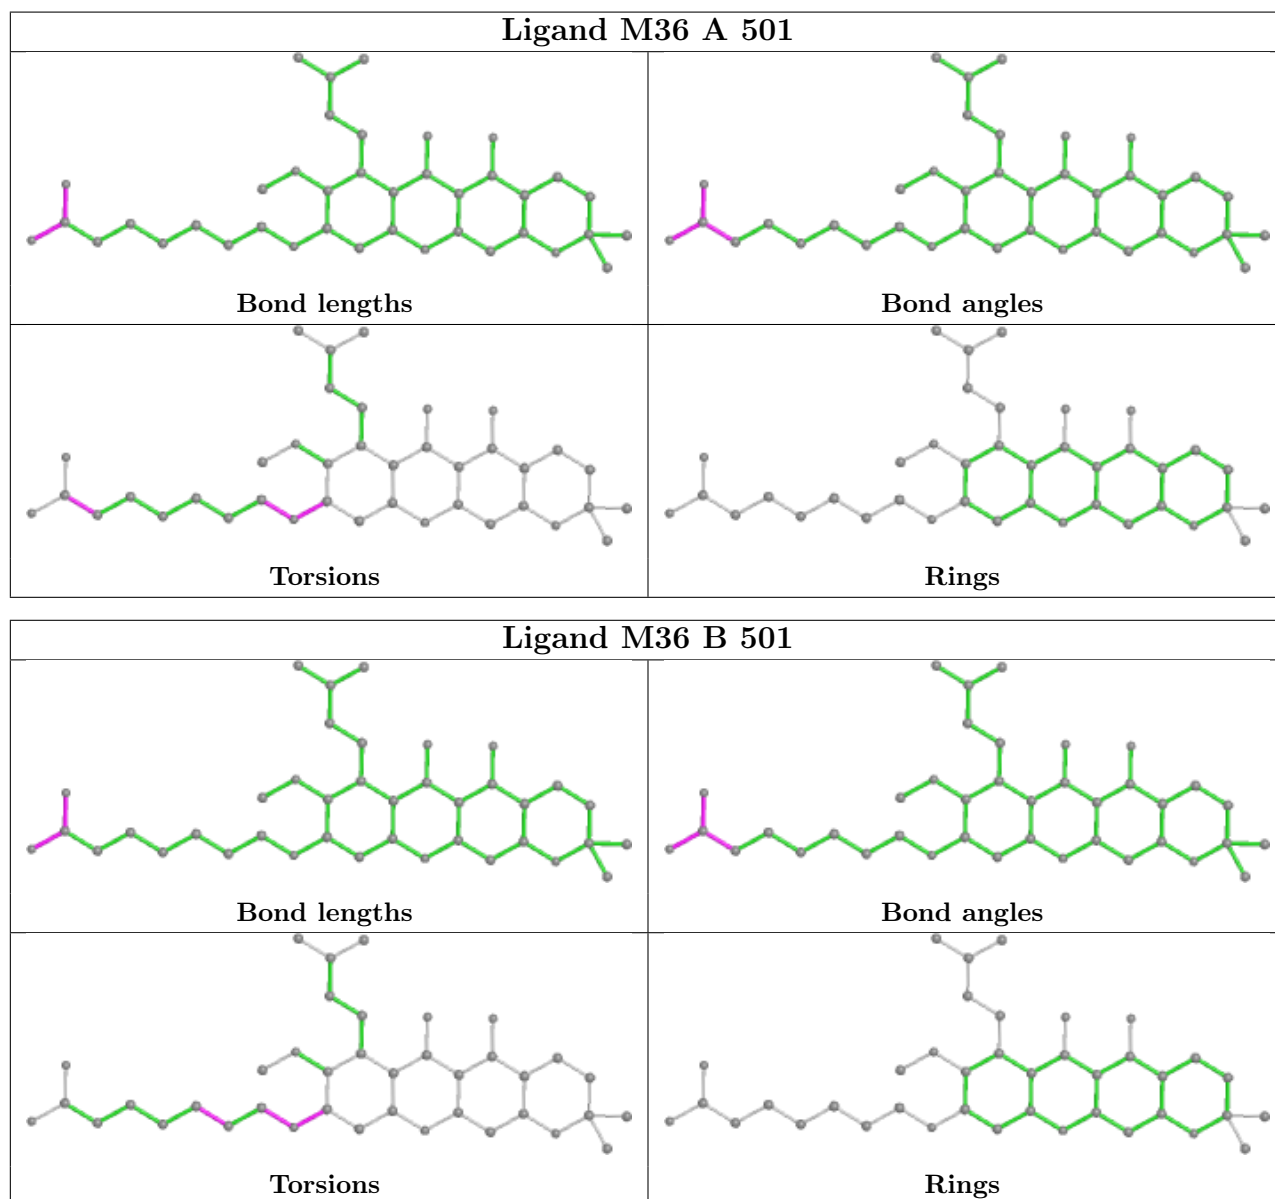 Ligand M36 A 501
Bond lengths
Bond angles
Torsions
Rings
Ligand M36 B 501
Bond lengths
Bond angles
Torsions
Rings